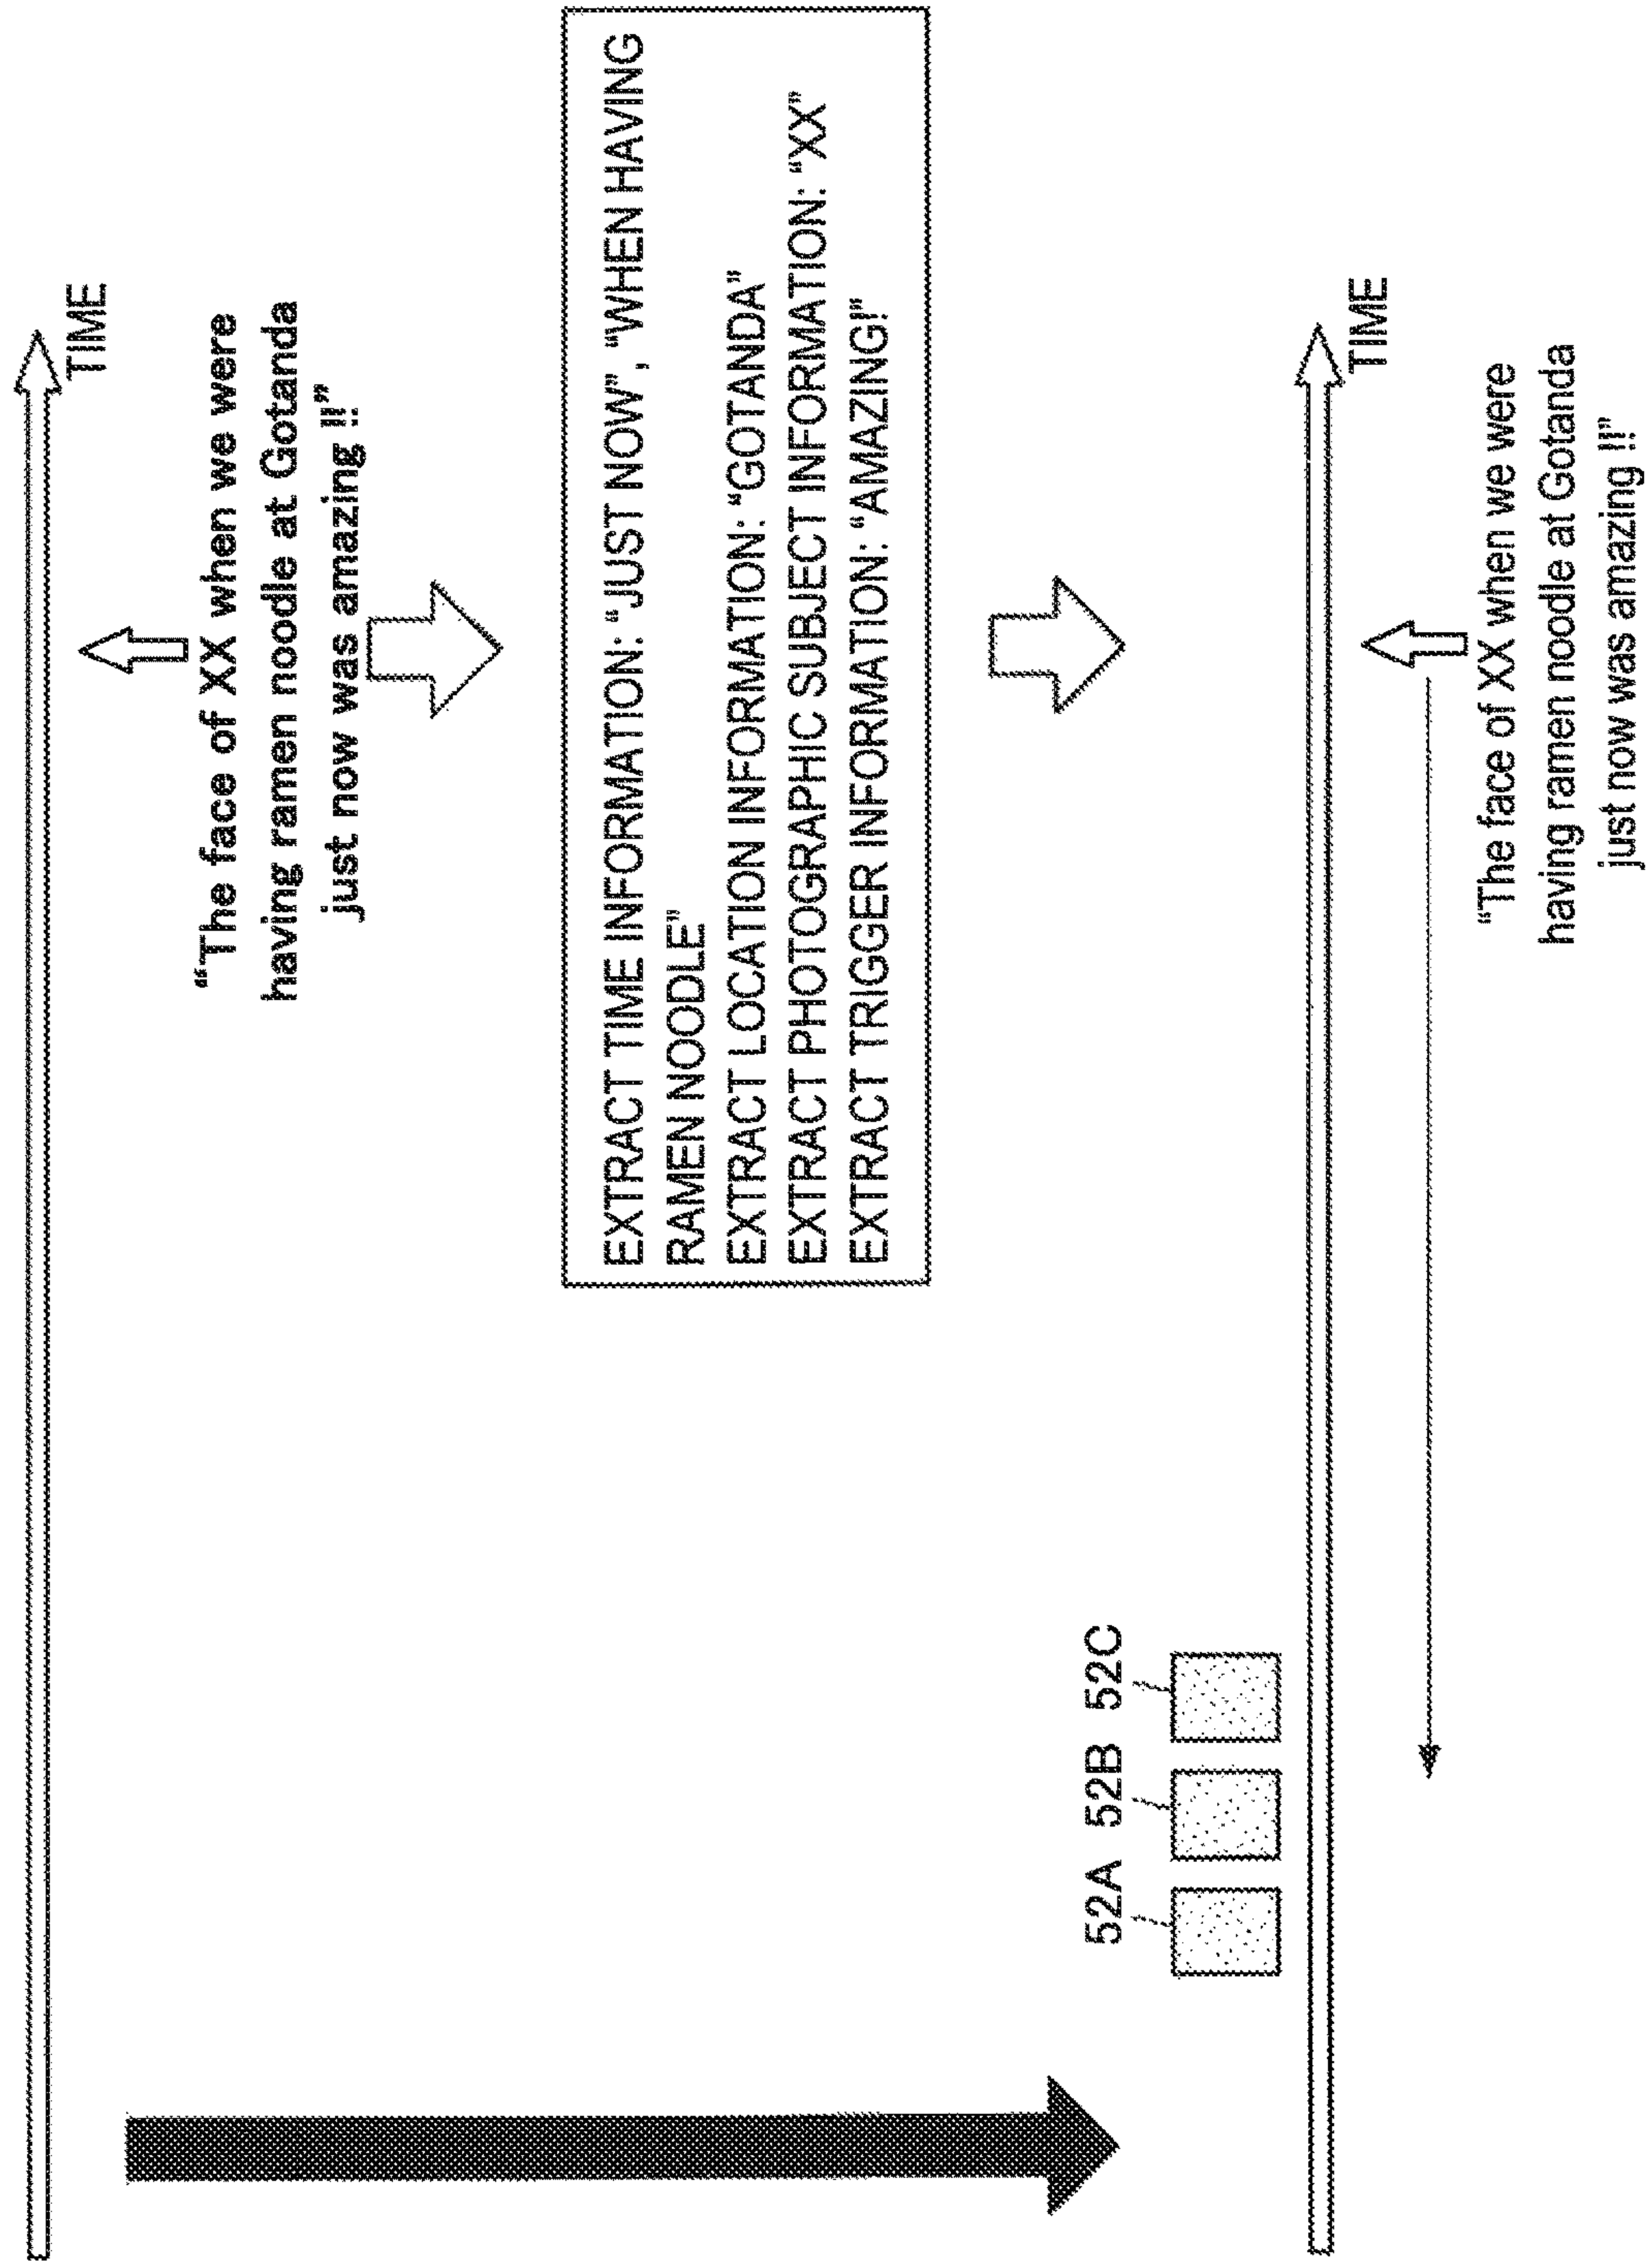 TIME
“The face of XX when we were
having ramen noodle at Gotanda
just now was amazing !!”
EXTRACT TIME INFORMATION: “JUST NOW”, “WHEN HAVING
RAMEN NOODLE”
EXTRACT LOCATION INFORMATION: “GOTANDA”
EXTRACT PHOTOGRAPHIC SUBJECT INFORMATION: “XX”
EXTRACT TRIGGER INFORMATION: “AMAZING!”
52A 52B 52C
TIME
“The face of XX when we were
having ramen noodle at Gotanda
just now was amazing !!”